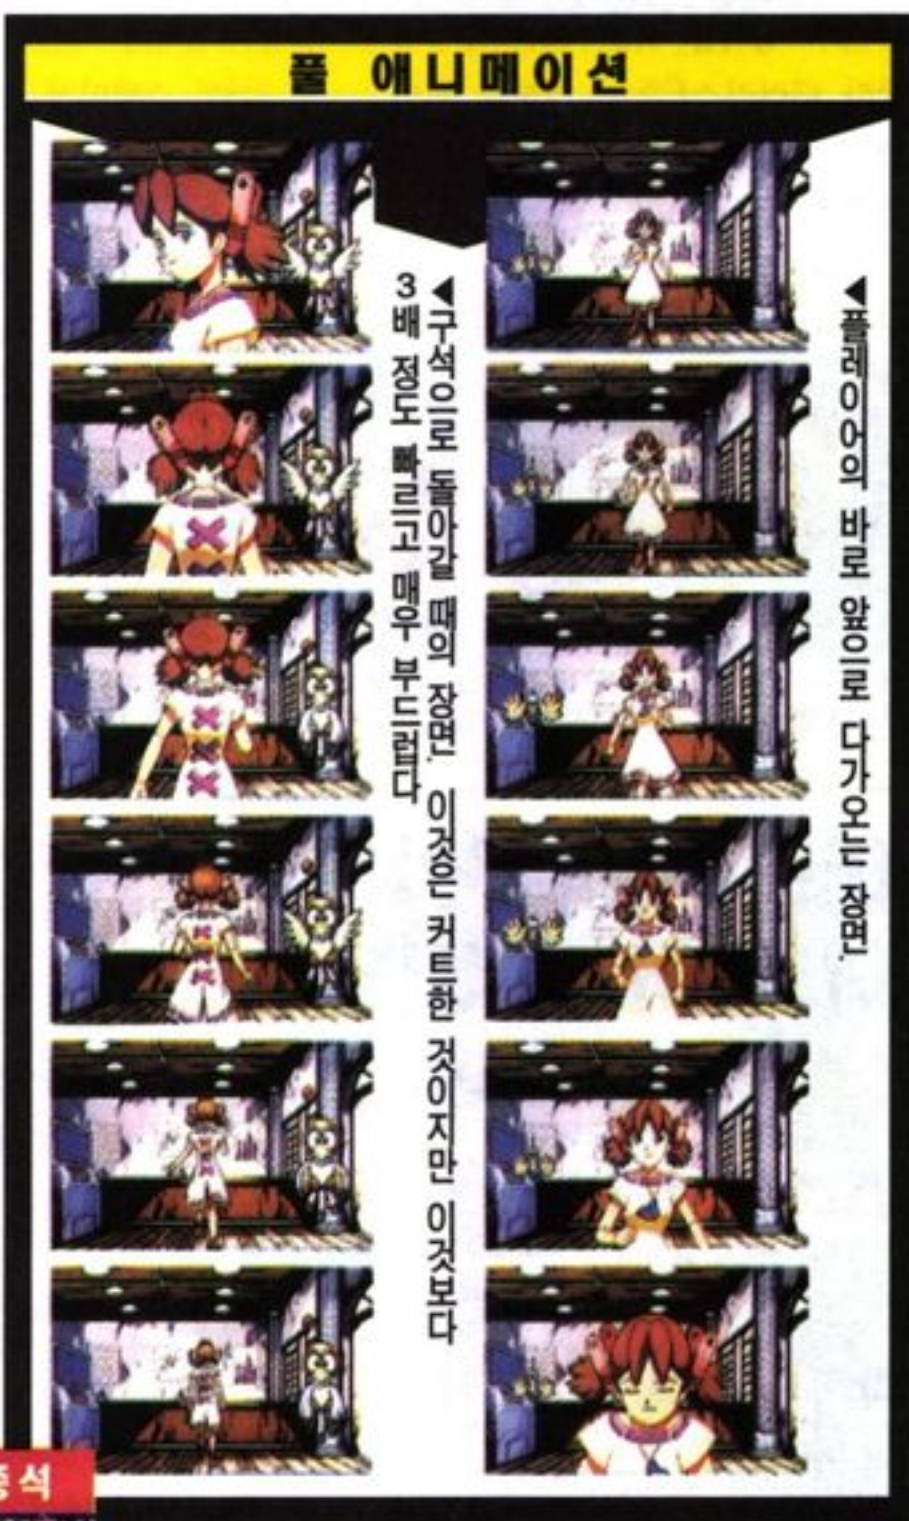 풀 애니메이션
◀플레이어의 바로 앞으로 다가오는 장면.
◀구석으로 돌아갈 때의 장면. 이것은 커트한 것이지만 이것보다
3배 정도 빠르고 매우 부드럽다
석